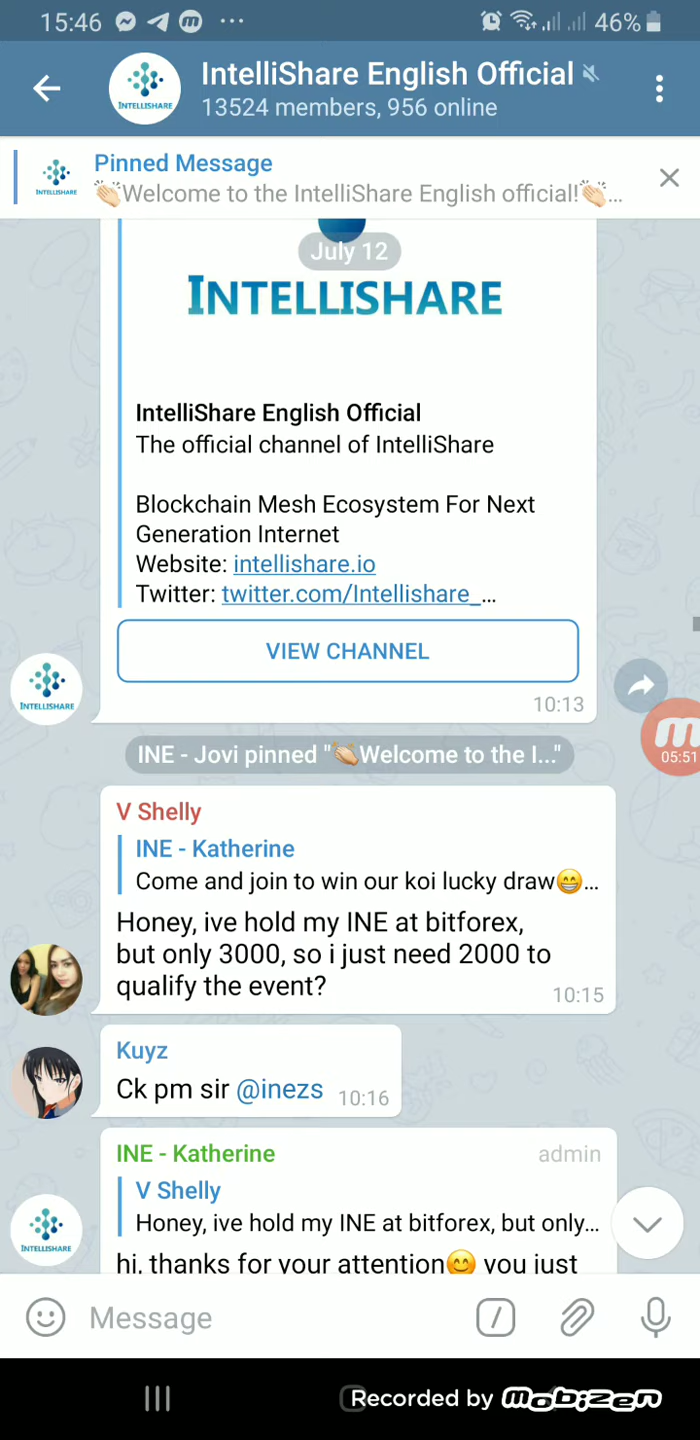 15:46
46%
IntelliShare English Official
13524 members, 956 online
INTELLISHARE
Pinned Message
👏🏻Welcome to the IntelliShare English official!👏🏻...
INTELLISHARE
July 12
INTELLISHARE
IntelliShare English Official
The official channel of IntelliShare
Blockchain Mesh Ecosystem For Next
Generation Internet
Website: intellishare.io
Twitter: twitter.com/Intellishare_...
VIEW CHANNEL
INTELLISHARE
10:13
05:51
INE - Jovi pinned "👏🏻Welcome to the I..."
V Shelly
INE - Katherine
Come and join to win our koi lucky draw😁...
Honey, ive hold my INE at bitforex,
but only 3000, so i just need 2000 to
qualify the event?
10:15
Kuyz
Ck pm sir @inezs 10:16
INE - Katherine admin
V Shelly
Honey, ive hold my INE at bitforex, but only...
INTELLISHARE
hi, thanks for your attention😊 you just
Message
Recorded by mobizen